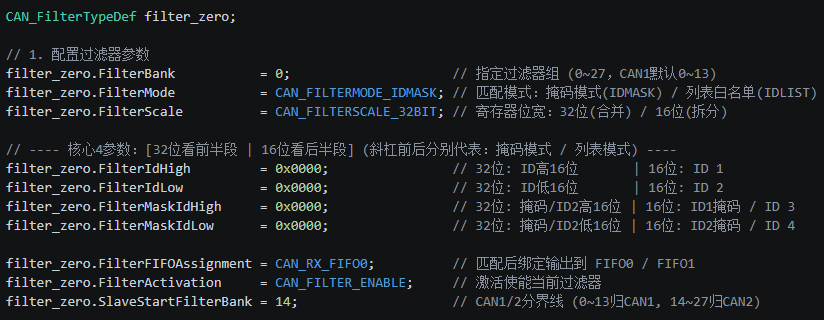 CAN_FilterTypeDef filter_zero;
// 1. 配置过滤器参数
filter_zero.FilterBank = 0; // 指定过滤器组 (0~27, CAN1默认0~13)
filter_zero.FilterMode = CAN_FILTERMODE_IDMASK; // 匹配模式: 掩码模式(IDMASK) / 列表白名单(IDLIST)
filter_zero.FilterScale = CAN_FILTERSCALE_32BIT; // 寄存器位宽: 32位(合并) / 16位(拆分)
// ---- 核心4参数: [32位看前半段 | 16位看后半段] (斜杠前后分别代表: 掩码模式 / 列表模式) ----
filter_zero.FilterIdHigh = 0x0000; // 32位: ID高16位 | 16位: ID 1
filter_zero.FilterIdLow = 0x0000; // 32位: ID低16位 | 16位: ID 2
filter_zero.FilterMaskIdHigh = 0x0000; // 32位: 掩码/ID2高16位 | 16位: ID1掩码 / ID 3
filter_zero.FilterMaskIdLow = 0x0000; // 32位: 掩码/ID2低16位 | 16位: ID2掩码 / ID 4
filter_zero.FilterFIFOAssignment = CAN_RX_FIFO0; // 匹配后绑定输出到 FIFO0 / FIFO1
filter_zero.FilterActivation = CAN_FILTER_ENABLE; // 激活使能当前过滤器
filter_zero.SlaveStartFilterBank = 14; // CAN1/2分界线 (0~13归CAN1, 14~27归CAN2)